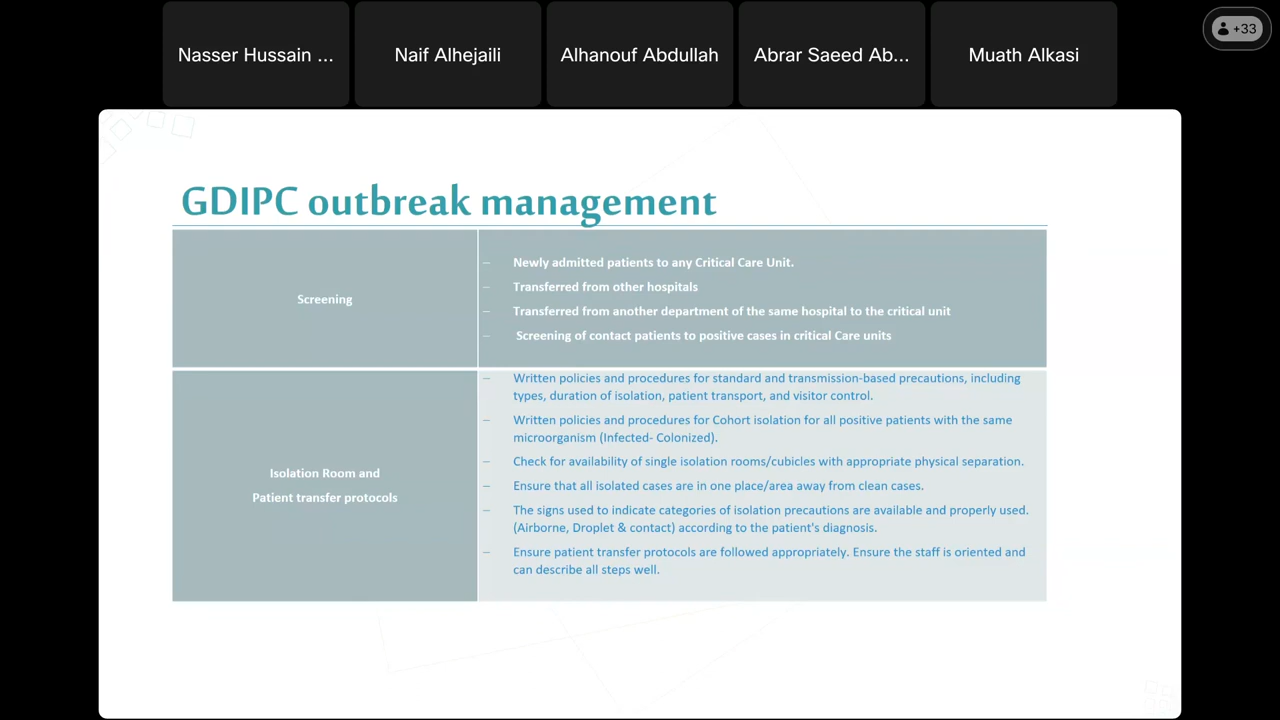 Nasser Hussain ...
Naif Alhejaili
Alhanouf Abdullah
Abrar Saeed Ab...
Muath Alkasi
+33
GDIPC outbreak management
Screening
– Newly admitted patients to any Critical Care Unit.
– Transferred from other hospitals
– Transferred from another department of the same hospital to the critical unit
– Screening of contact patients to positive cases in critical Care units
Isolation Room and
Patient transfer protocols
– Written policies and procedures for standard and transmission-based precautions, including
types, duration of isolation, patient transport, and visitor control.
– Written policies and procedures for Cohort isolation for all positive patients with the same
microorganism (Infected- Colonized).
– Check for availability of single isolation rooms/cubicles with appropriate physical separation.
– Ensure that all isolated cases are in one place/area away from clean cases.
– The signs used to indicate categories of isolation precautions are available and properly used.
(Airborne, Droplet & contact) according to the patient's diagnosis.
– Ensure patient transfer protocols are followed appropriately. Ensure the staff is oriented and
can describe all steps well.